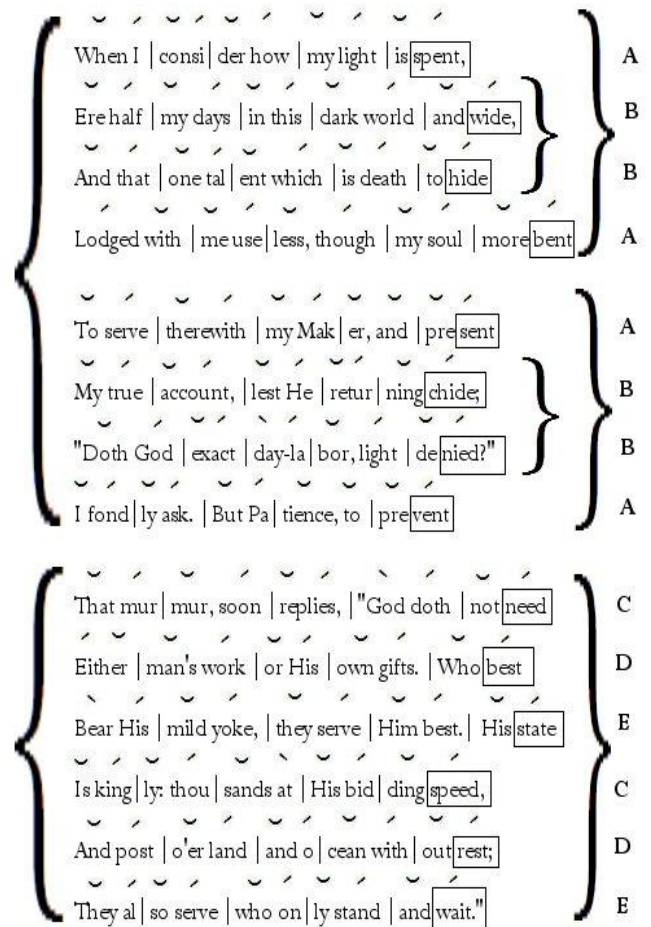 When I | consi | der how | my light | is spent, A
Ere half | my days | in this | dark world | and wide, B
And that | one tal | ent which | is death | to hide B
Lodged with | me use | less, though | my soul | more bent A
To serve | therewith | my Mak | er, and | present A
My true | account, | lest He | retur | ning chide; B
"Doth God | exact | day-la | bor, light | denied?" B
I fond | ly ask. | But Pa | tience, to | prevent A
That mur | mur, soon | replies, | "God doth | not need C
Either | man's work | or His | own gifts. | Who best D
Bear His | mild yoke, | they serve | Him best. | His state E
Is king | ly: thou | sands at | His bid | ding speed, C
And post | o'er land | and o | cean with | out rest; D
They al | so serve | who on | ly stand | and wait." E